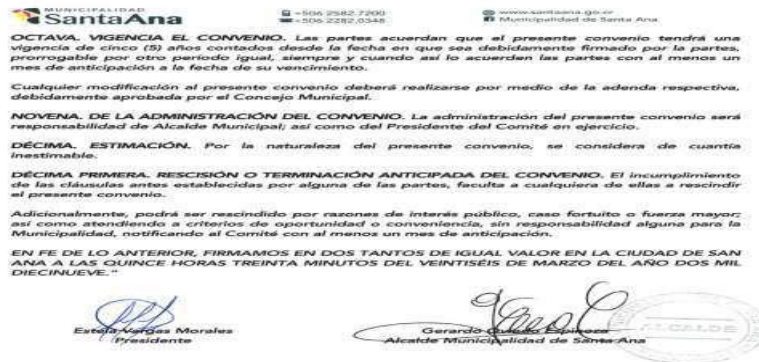 MUNICIPALIDAD
SantaAna
+506 2582.7200
+506 2282.0348
www.santaana.go.cr
Municipalidad de Santa Ana
OCTAVA. VIGENCIA EL CONVENIO. Las partes acuerdan que el presente convenio tendrá una
vigencia de cinco (5) años contados desde la fecha en que sea debidamente firmado por la partes,
prorrogable por otro período igual, siempre y cuando así lo acuerden las partes con al menos un
mes de anticipación a la fecha de su vencimiento.
Cualquier modificación al presente convenio deberá realizarse por medio de la adenda respectiva,
debidamente aprobada por el Concejo Municipal.
NOVENA. DE LA ADMINISTRACIÓN DEL CONVENIO. La administración del presente convenio será
responsabilidad de Alcalde Municipal; así como del Presidente del Comité en ejercicio.
DÉCIMA. ESTIMACIÓN. Por la naturaleza del presente convenio, se considera de cuantía
inestimable.
DÉCIMA PRIMERA. RESCISIÓN O TERMINACIÓN ANTICIPADA DEL CONVENIO. El incumplimiento
de las cláusulas antes establecidas por alguna de las partes, faculta a cualquiera de ellas a rescindir
el presente convenio.
Adicionalmente, podrá ser rescindido por razones de interés público, caso fortuito o fuerza mayor;
así como atendiendo a criterios de oportunidad o conveniencia, sin responsabilidad alguna para la
Municipalidad, notificando al Comité con al menos un mes de anticipación.
EN FE DE LO ANTERIOR, FIRMAMOS EN DOS TANTOS DE IGUAL VALOR EN LA CIUDAD DE SAN
ANA A LAS QUINCE HORAS TREINTA MINUTOS DEL VEINTISÉIS DE MARZO DEL AÑO DOS MIL
DIECINUEVE."
Estela Vargas Morales
Presidente
Gerardo Oviedo Espinoza
Alcalde Municipalidad de Santa Ana
ALCALDE